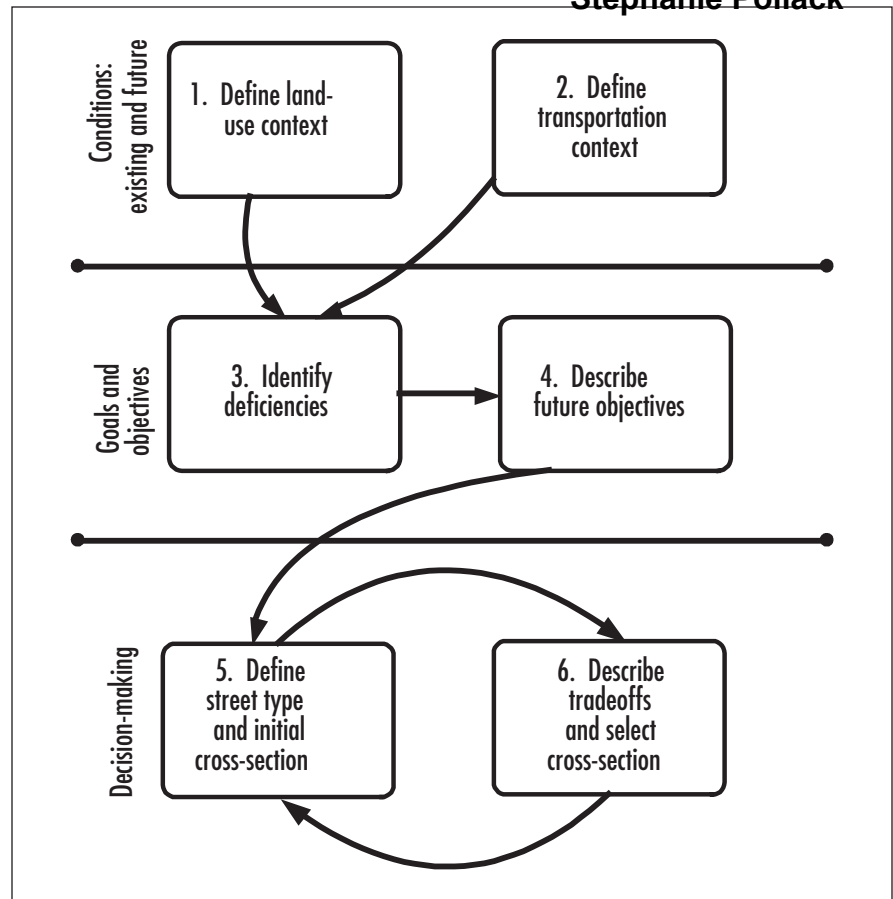 Stephanie Pollack
Conditions:
existing and future
1. Define land-
use context
2. Define
transportation
context
Goals and
objectives
3. Identify
deficiencies
4. Describe
future objectives
Decision-making
5. Define
street type
and initial
cross-section
6. Describe
tradeoffs
and select
cross-section